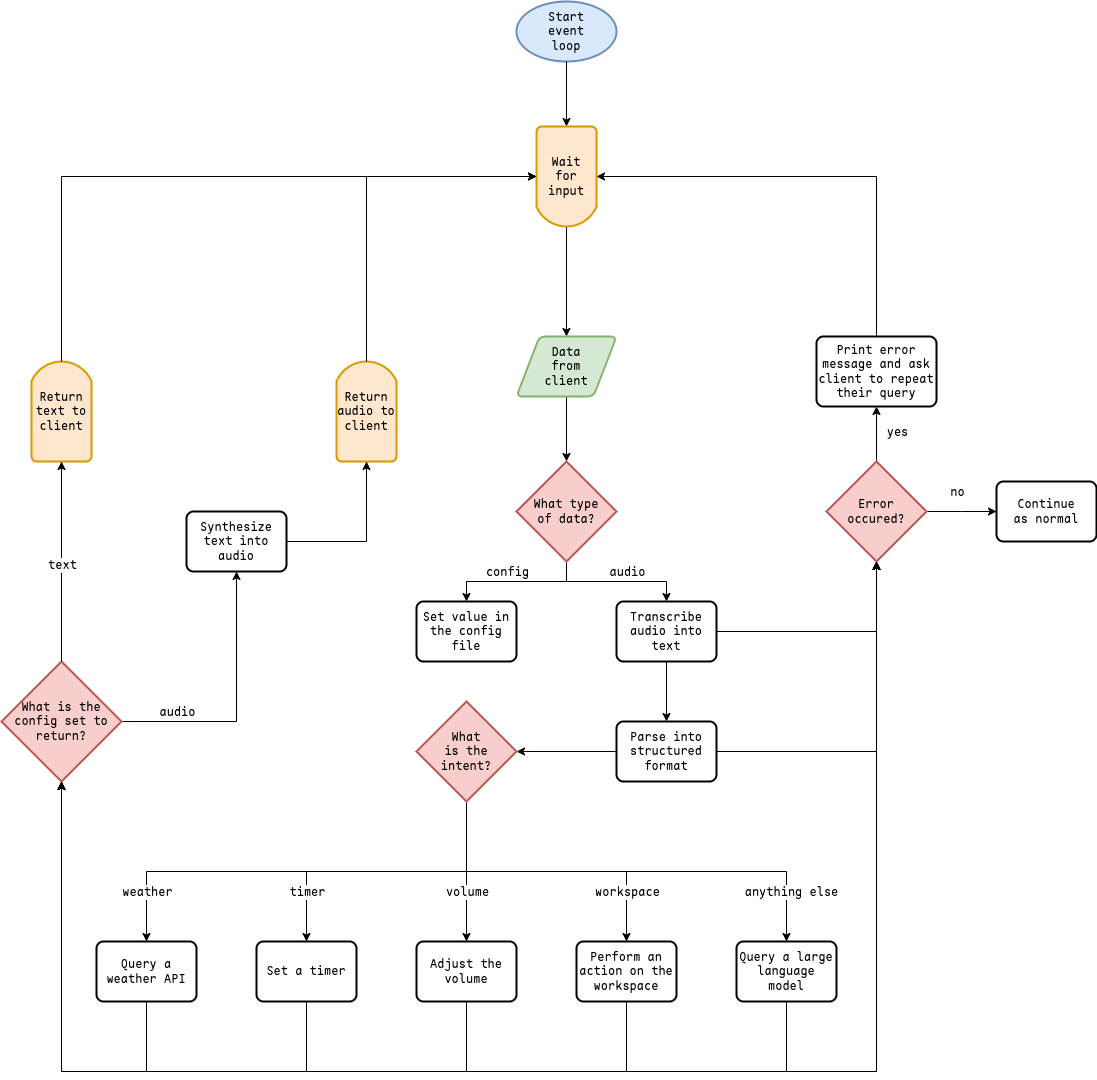 Start
event
loop
Wait
for
input
Data
from
client
Print error
message and ask
client to repeat
their query
Return
text to
client
Return
audio to
client
yes
What type
of data?
Error
occured?
no
Continue
as normal
Synthesize
text into
audio
text
config
audio
Set value in
the config
file
Transcribe
audio into
text
What is the
config set to
return?
audio
What
is the
intent?
Parse into
structured
format
weather
timer
volume
workspace
anything else
Query a
weather API
Set a timer
Adjust the
volume
Perform an
action on the
workspace
Query a large
language
model